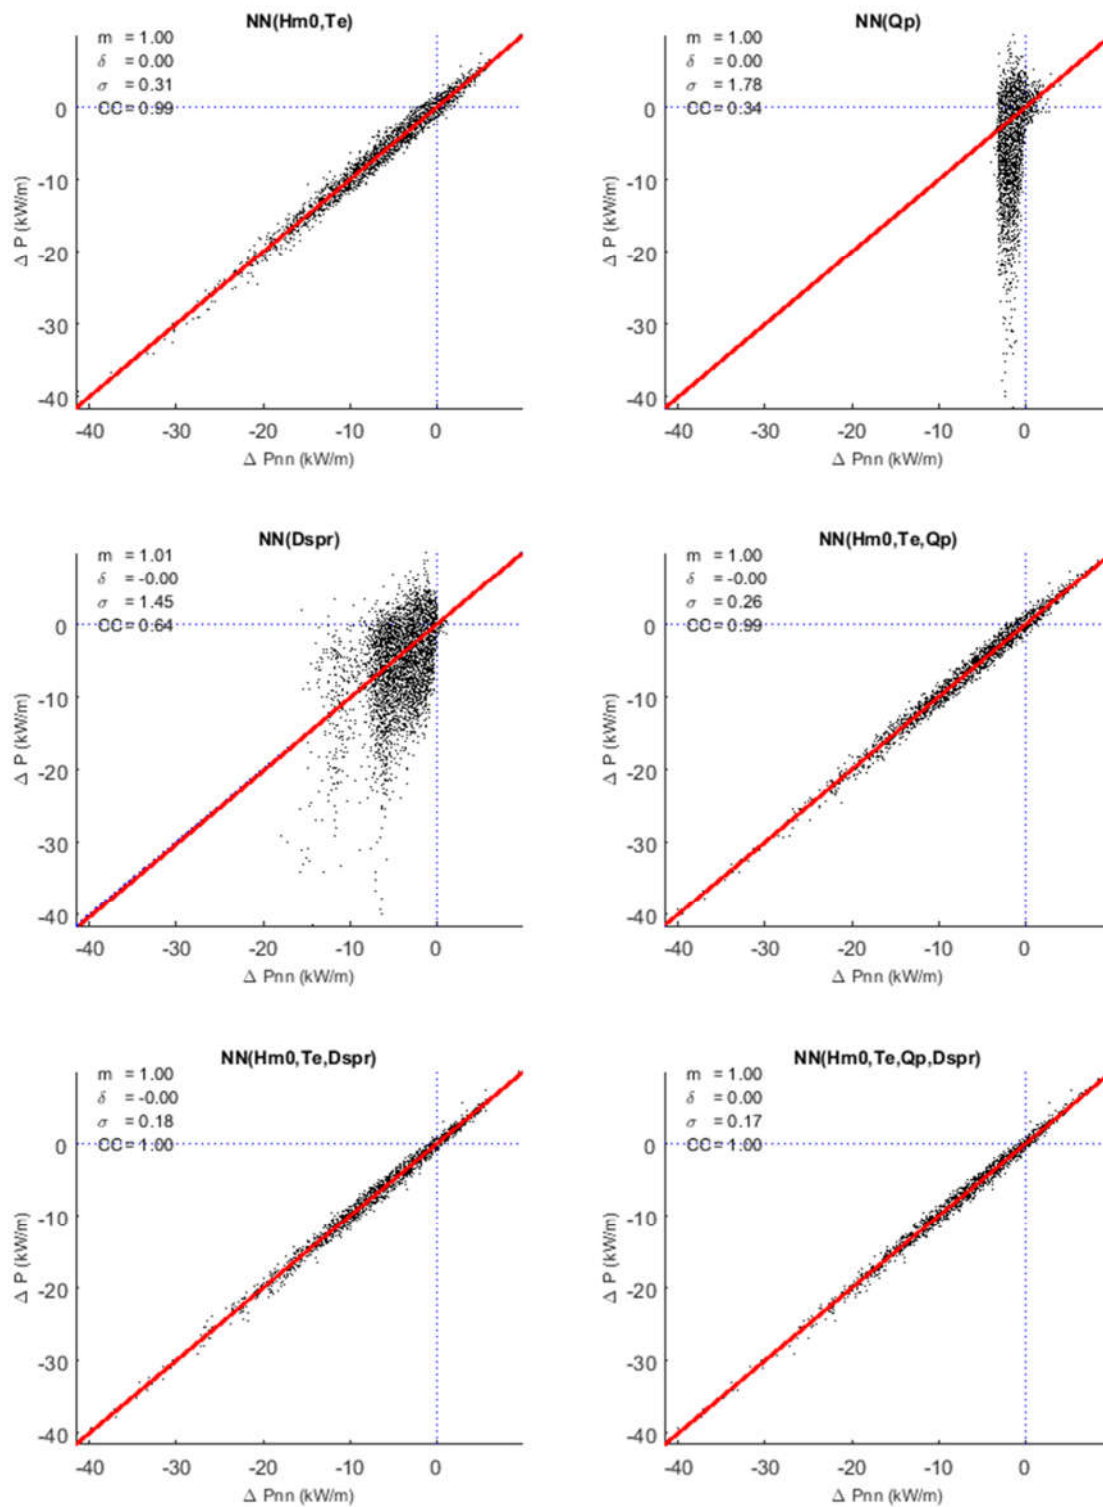 NN(Hm0,Te)
m = 1.00
δ = 0.00
σ = 0.31
CC = 0.99
0
-10
-20
-30
-40
Δ P (kW/m)
-40 -30 -20 -10 0
Δ Pnn (kW/m)
NN(Qp)
m = 1.00
δ = 0.00
σ = 1.78
CC = 0.34
0
-10
-20
-30
-40
Δ P (kW/m)
-40 -30 -20 -10 0
Δ Pnn (kW/m)
NN(Dspr)
m = 1.01
δ = -0.00
σ = 1.45
CC = 0.64
0
-10
-20
-30
-40
Δ P (kW/m)
-40 -30 -20 -10 0
Δ Pnn (kW/m)
NN(Hm0,Te,Qp)
m = 1.00
δ = -0.00
σ = 0.26
CC = 0.99
0
-10
-20
-30
-40
Δ P (kW/m)
-40 -30 -20 -10 0
Δ Pnn (kW/m)
NN(Hm0,Te,Dspr)
m = 1.00
δ = -0.00
σ = 0.18
CC = 1.00
0
-10
-20
-30
-40
Δ P (kW/m)
-40 -30 -20 -10 0
Δ Pnn (kW/m)
NN(Hm0,Te,Qp,Dspr)
m = 1.00
δ = 0.00
σ = 0.17
CC = 1.00
0
-10
-20
-30
-40
Δ P (kW/m)
-40 -30 -20 -10 0
Δ Pnn (kW/m)